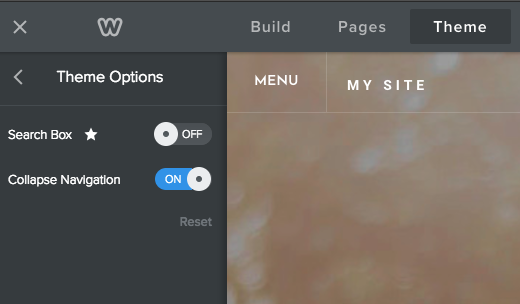 Build Pages Theme
Theme Options
Search Box OFF
Collapse Navigation ON
Reset
MENU MY SITE